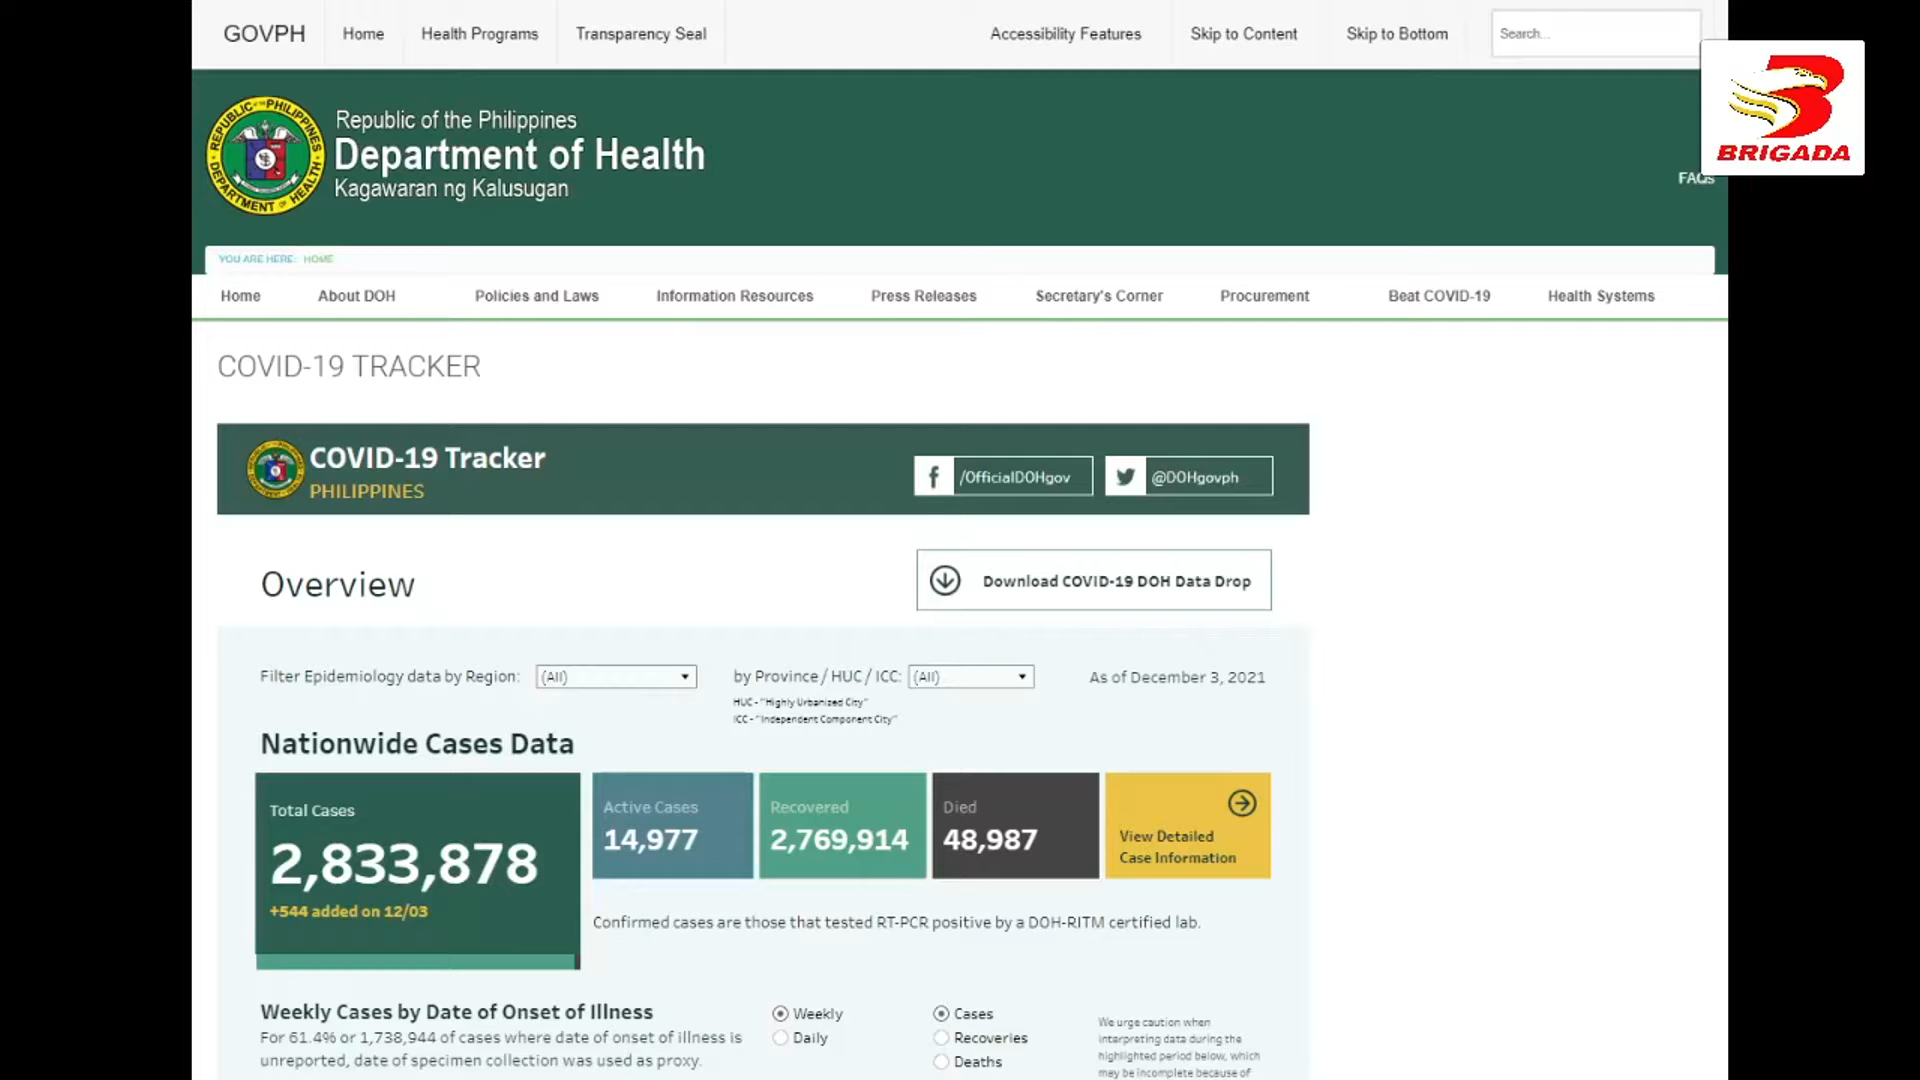 GOVPH
Home
Health Programs
Transparency Seal
Accessibility Features
Skip to Content
Skip to Bottom
Search...
BRIGADA
REPUBLIC OF THE PHILIPPINES
DEPARTMENT OF HEALTH
Republic of the Philippines
Department of Health
Kagawaran ng Kalusugan
FAQs
YOU ARE HERE: HOME
Home
About DOH
Policies and Laws
Information Resources
Press Releases
Secretary's Corner
Procurement
Beat COVID-19
Health Systems
COVID-19 TRACKER
COVID-19 Tracker
PHILIPPINES
/OfficialDOHgov
@DOHgovph
Overview
Download COVID-19 DOH Data Drop
Filter Epidemiology data by Region: (All)
by Province / HUC / ICC: (All)
As of December 3, 2021
HUC - "Highly Urbanized City"
ICC - "Independent Component City"
Nationwide Cases Data
Total Cases
2,833,878
+544 added on 12/03
Active Cases
14,977
Recovered
2,769,914
Died
48,987
View Detailed
Case Information
Confirmed cases are those that tested RT-PCR positive by a DOH-RITM certified lab.
Weekly Cases by Date of Onset of Illness
For 61.4% or 1,738,944 of cases where date of onset of illness is
unreported, date of specimen collection was used as proxy.
Weekly
Daily
Cases
Recoveries
Deaths
We urge caution when
interpreting data during the
highlighted period below, which
may be incomplete because of